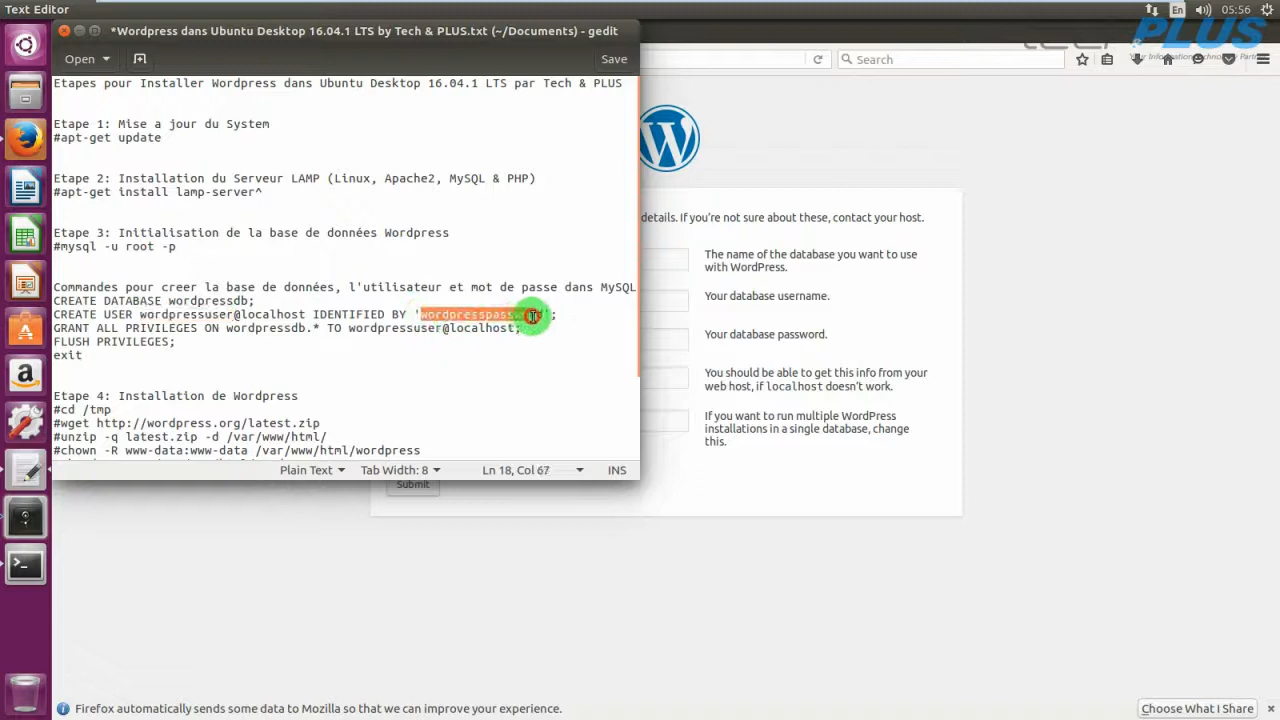 Text Editor
En
05:56
PLUS
Your Information Technology Partner
*Wordpress dans Ubuntu Desktop 16.04.1 LTS by Tech & PLUS.txt (~/Documents) - gedit
Open
Save
Search
Etapes pour Installer Wordpress dans Ubuntu Desktop 16.04.1 LTS par Tech & PLUS
Etape 1: Mise a jour du System
#apt-get update
Etape 2: Installation du Serveur LAMP (Linux, Apache2, MySQL & PHP)
#apt-get install lamp-server^
Etape 3: Initialisation de la base de données Wordpress
#mysql -u root -p
Commandes pour creer la base de données, l'utilisateur et mot de passe dans MySQL
CREATE DATABASE wordpressdb;
CREATE USER wordpressuser@localhost IDENTIFIED BY 'wordpresspassword';
GRANT ALL PRIVILEGES ON wordpressdb.* TO wordpressuser@localhost;
FLUSH PRIVILEGES;
exit
Etape 4: Installation de Wordpress
#cd /tmp
#wget http://wordpress.org/latest.zip
#unzip -q latest.zip -d /var/www/html/
#chown -R www-data:www-data /var/www/html/wordpress
Plain Text
Tab Width: 8
Ln 18, Col 67
INS
details. If you're not sure about these, contact your host.
The name of the database you want to use
with WordPress.
Your database username.
Your database password.
You should be able to get this info from your
web host, if localhost doesn't work.
If you want to run multiple WordPress
installations in a single database, change
this.
Submit
Firefox automatically sends some data to Mozilla so that we can improve your experience.
Choose What I Share